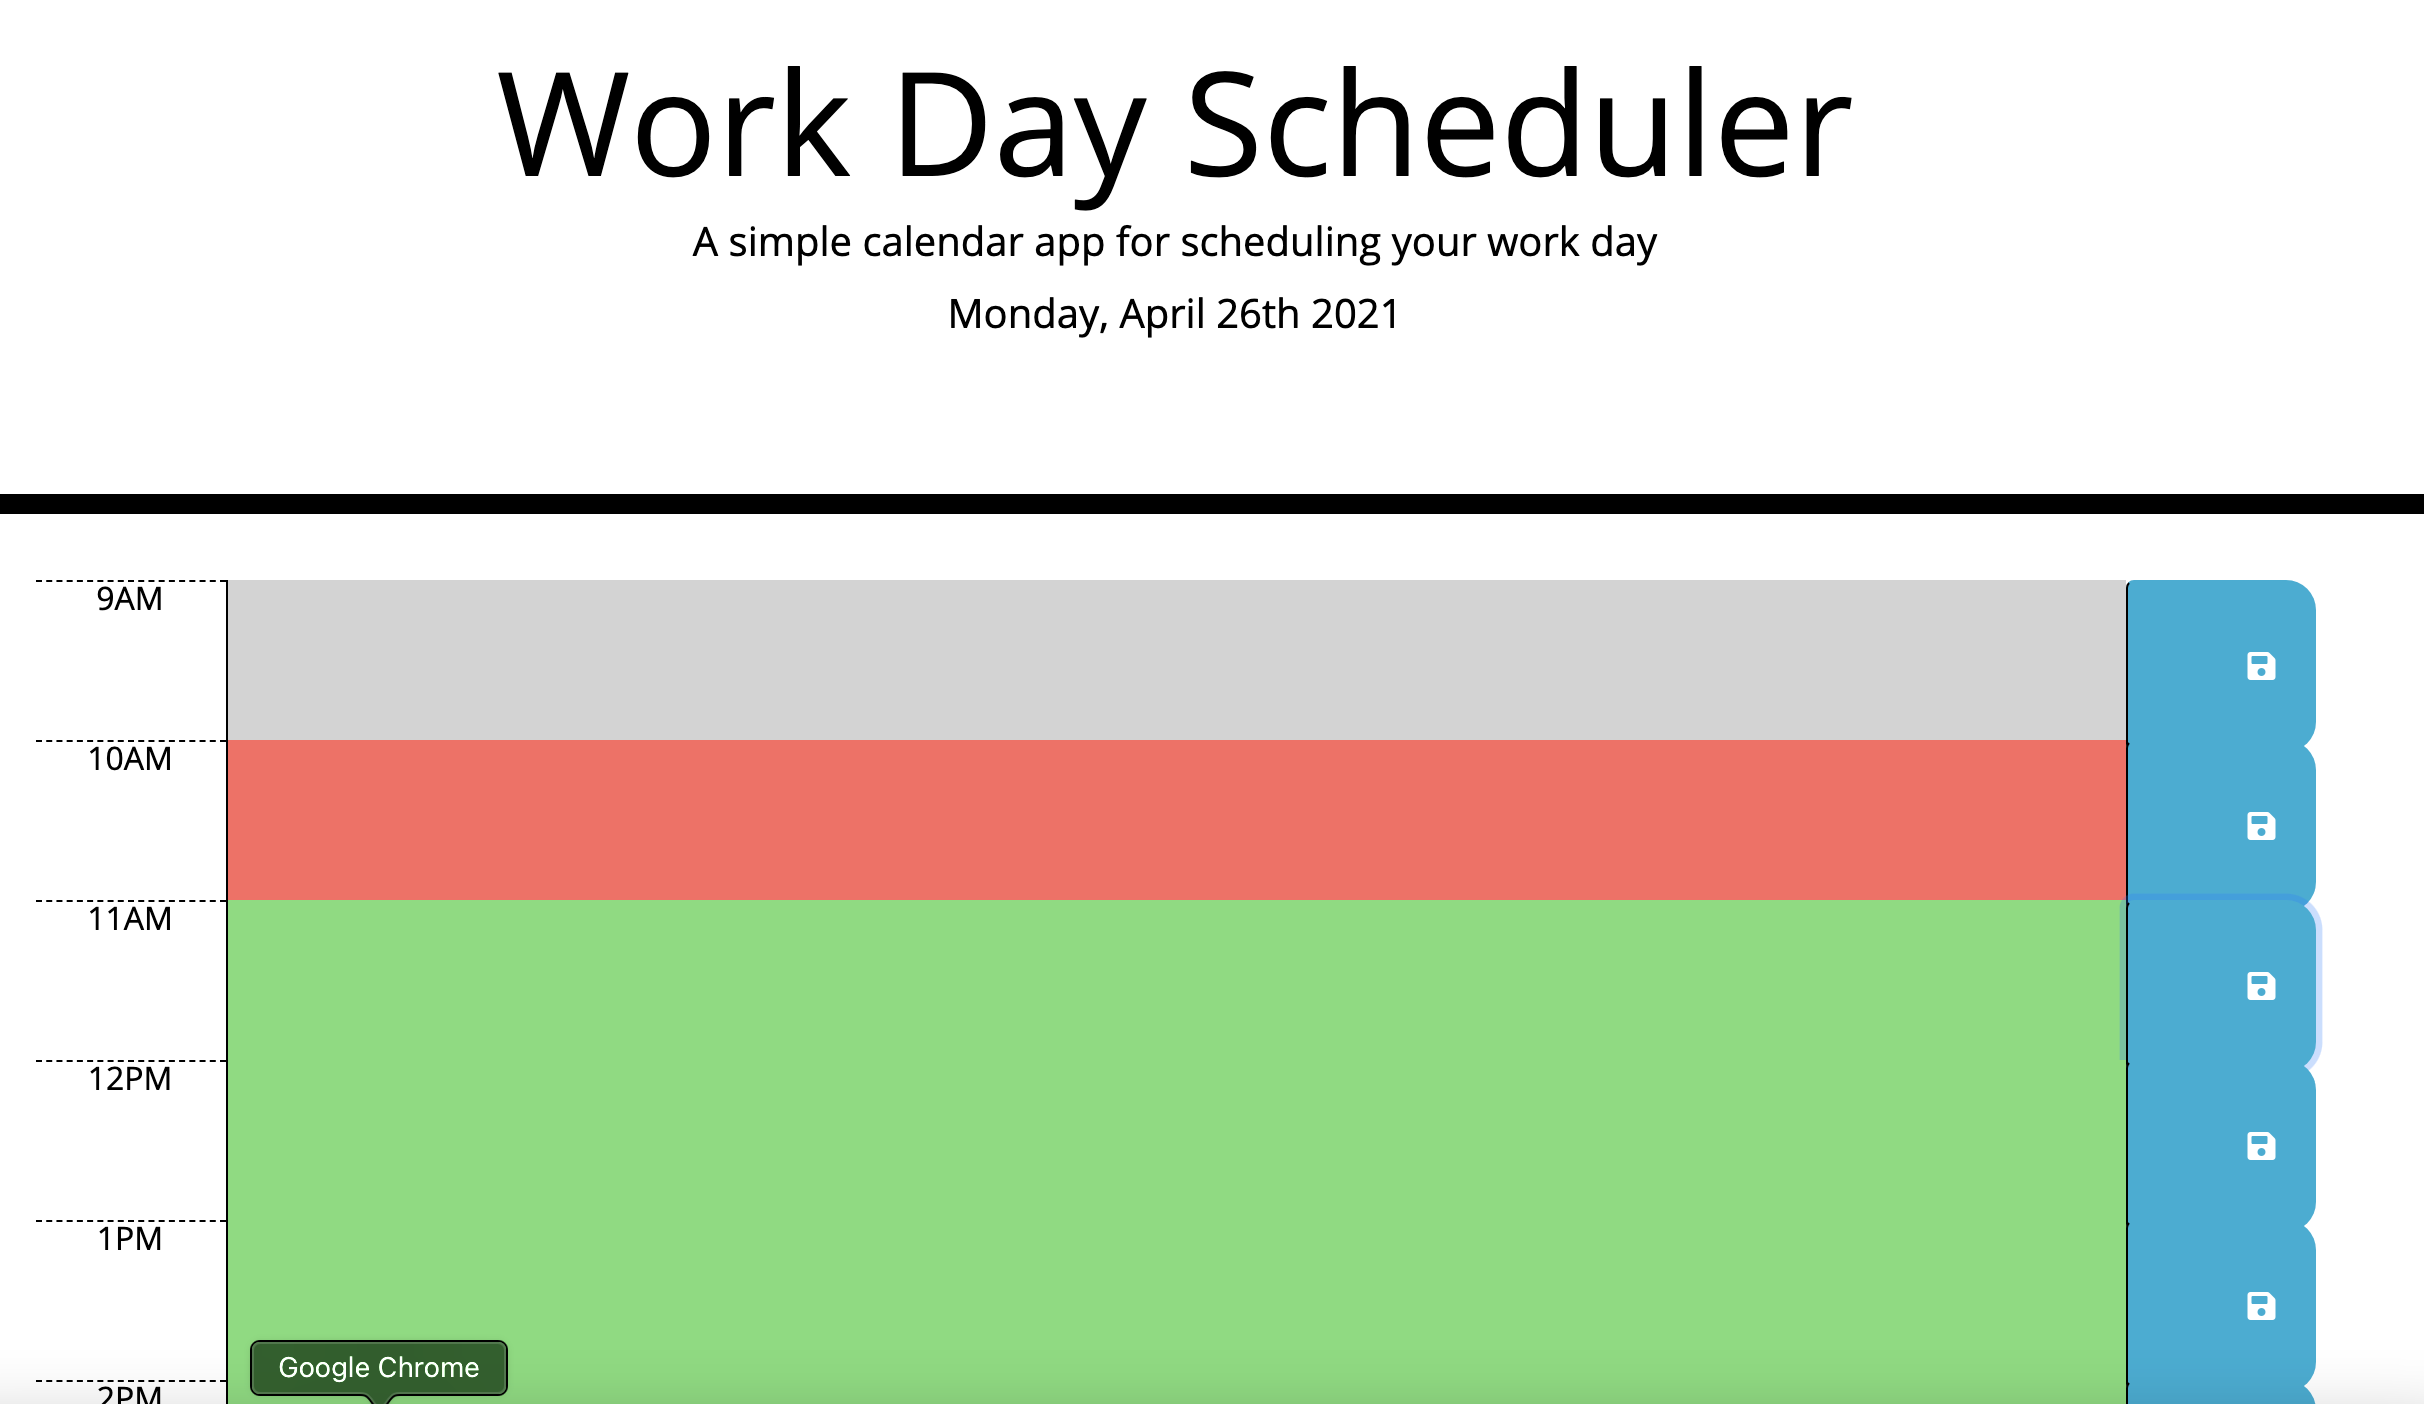 Work Day Scheduler
A simple calendar app for scheduling your work day
Monday, April 26th 2021
9AM
10AM
11AM
12PM
1PM
Google Chrome
2PM